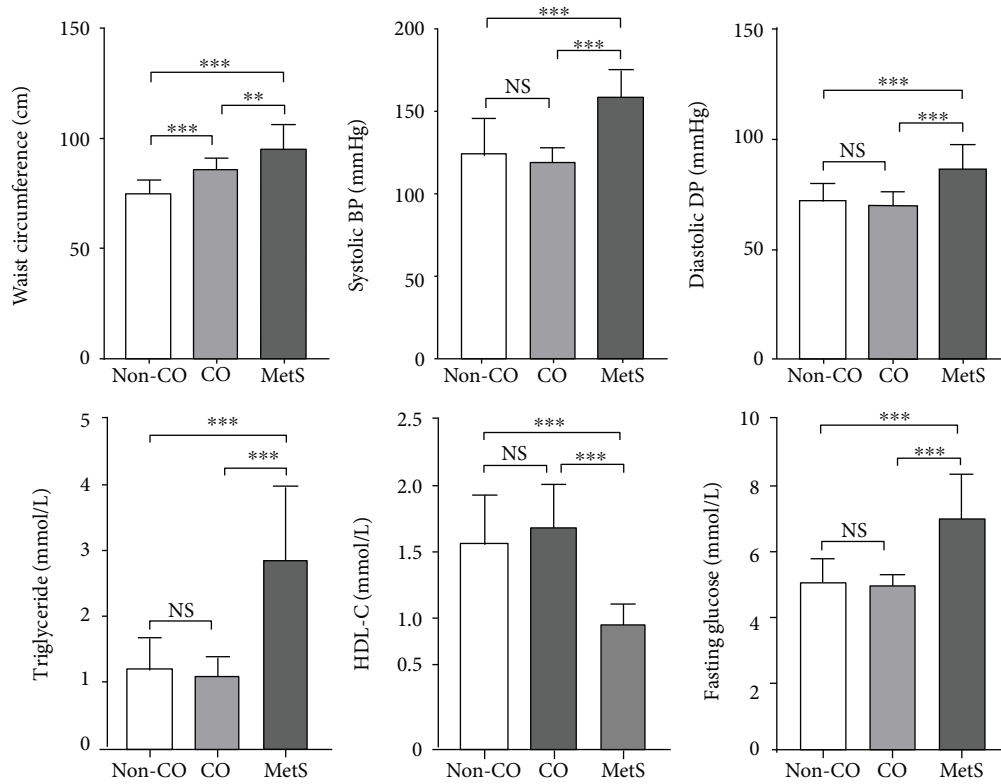 Waist circumference (cm)
150
100
50
0
***
**
***
Non-CO CO MetS
Systolic BP (mmHg)
200
150
100
50
0
***
***
NS
Non-CO CO MetS
Diastolic DP (mmHg)
150
100
50
0
***
***
NS
Non-CO CO MetS
Triglyceride (mmol/L)
5
4
3
2
1
0
***
***
NS
Non-CO CO MetS
HDL-C (mmol/L)
2.5
2.0
1.5
1.0
0.5
0
***
NS
***
Non-CO CO MetS
Fasting glucose (mmol/L)
10
8
6
4
2
0
***
***
NS
Non-CO CO MetS